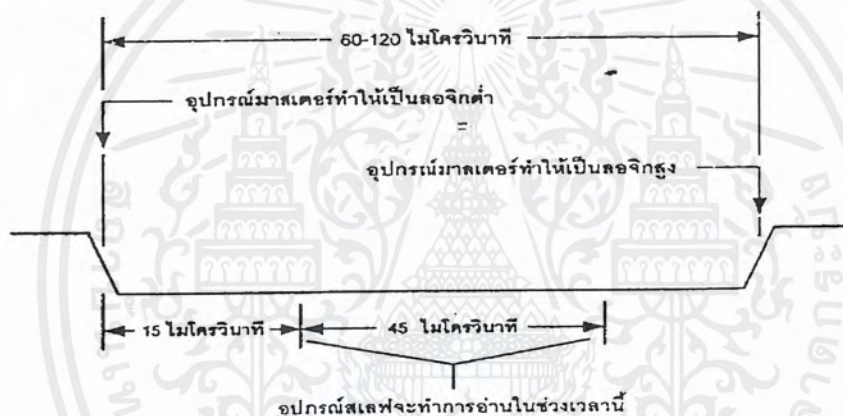 60-120 ไมโครวินาที
อุปกรณ์มาสเตอร์ทำให้เป็นลอจิกต่ำ
=
อุปกรณ์มาสเตอร์ทำให้เป็นลอจิกสูง
15 ไมโครวินาที
45 ไมโครวินาที
อุปกรณ์สเลฟจะทำการอ่านในช่วงเวลานี้